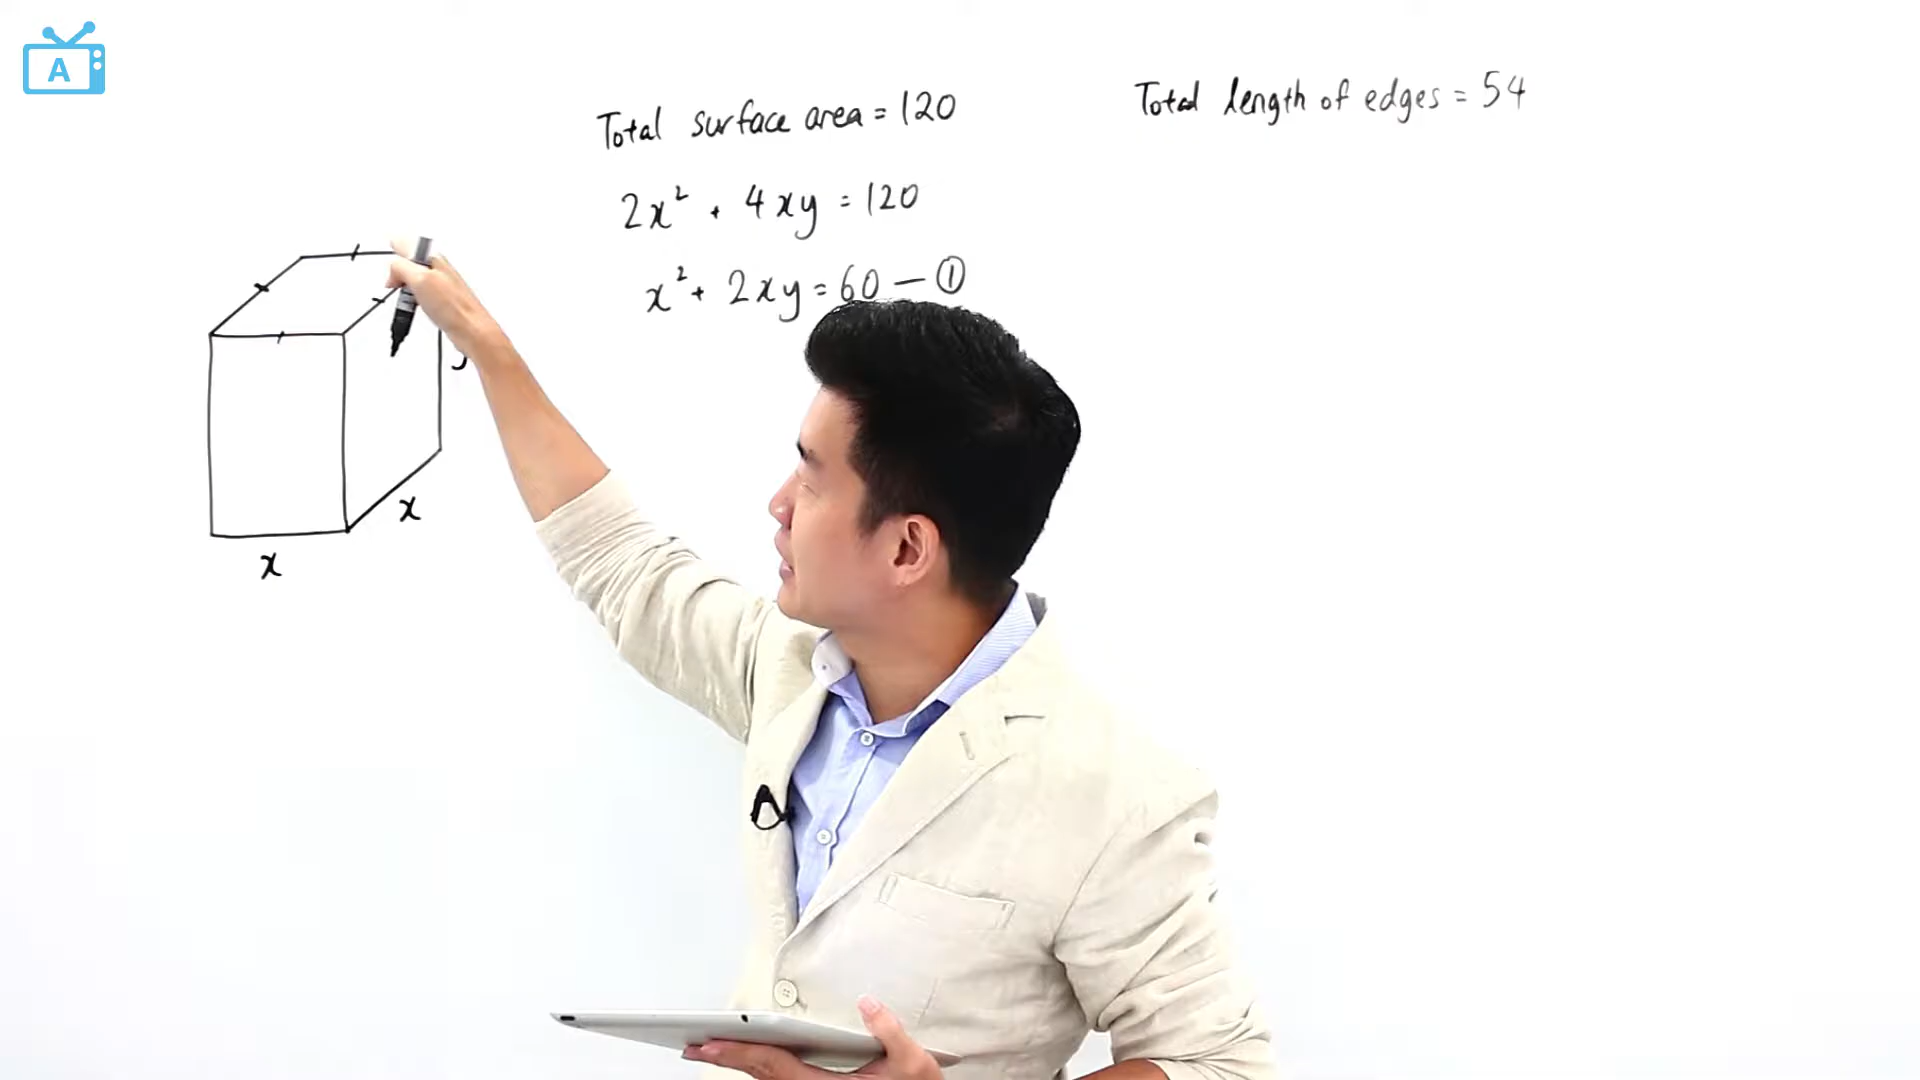 A
Total surface area = 120
2x² + 4xy = 120
x² + 2xy = 60 — ①
Total length of edges = 54
x
x